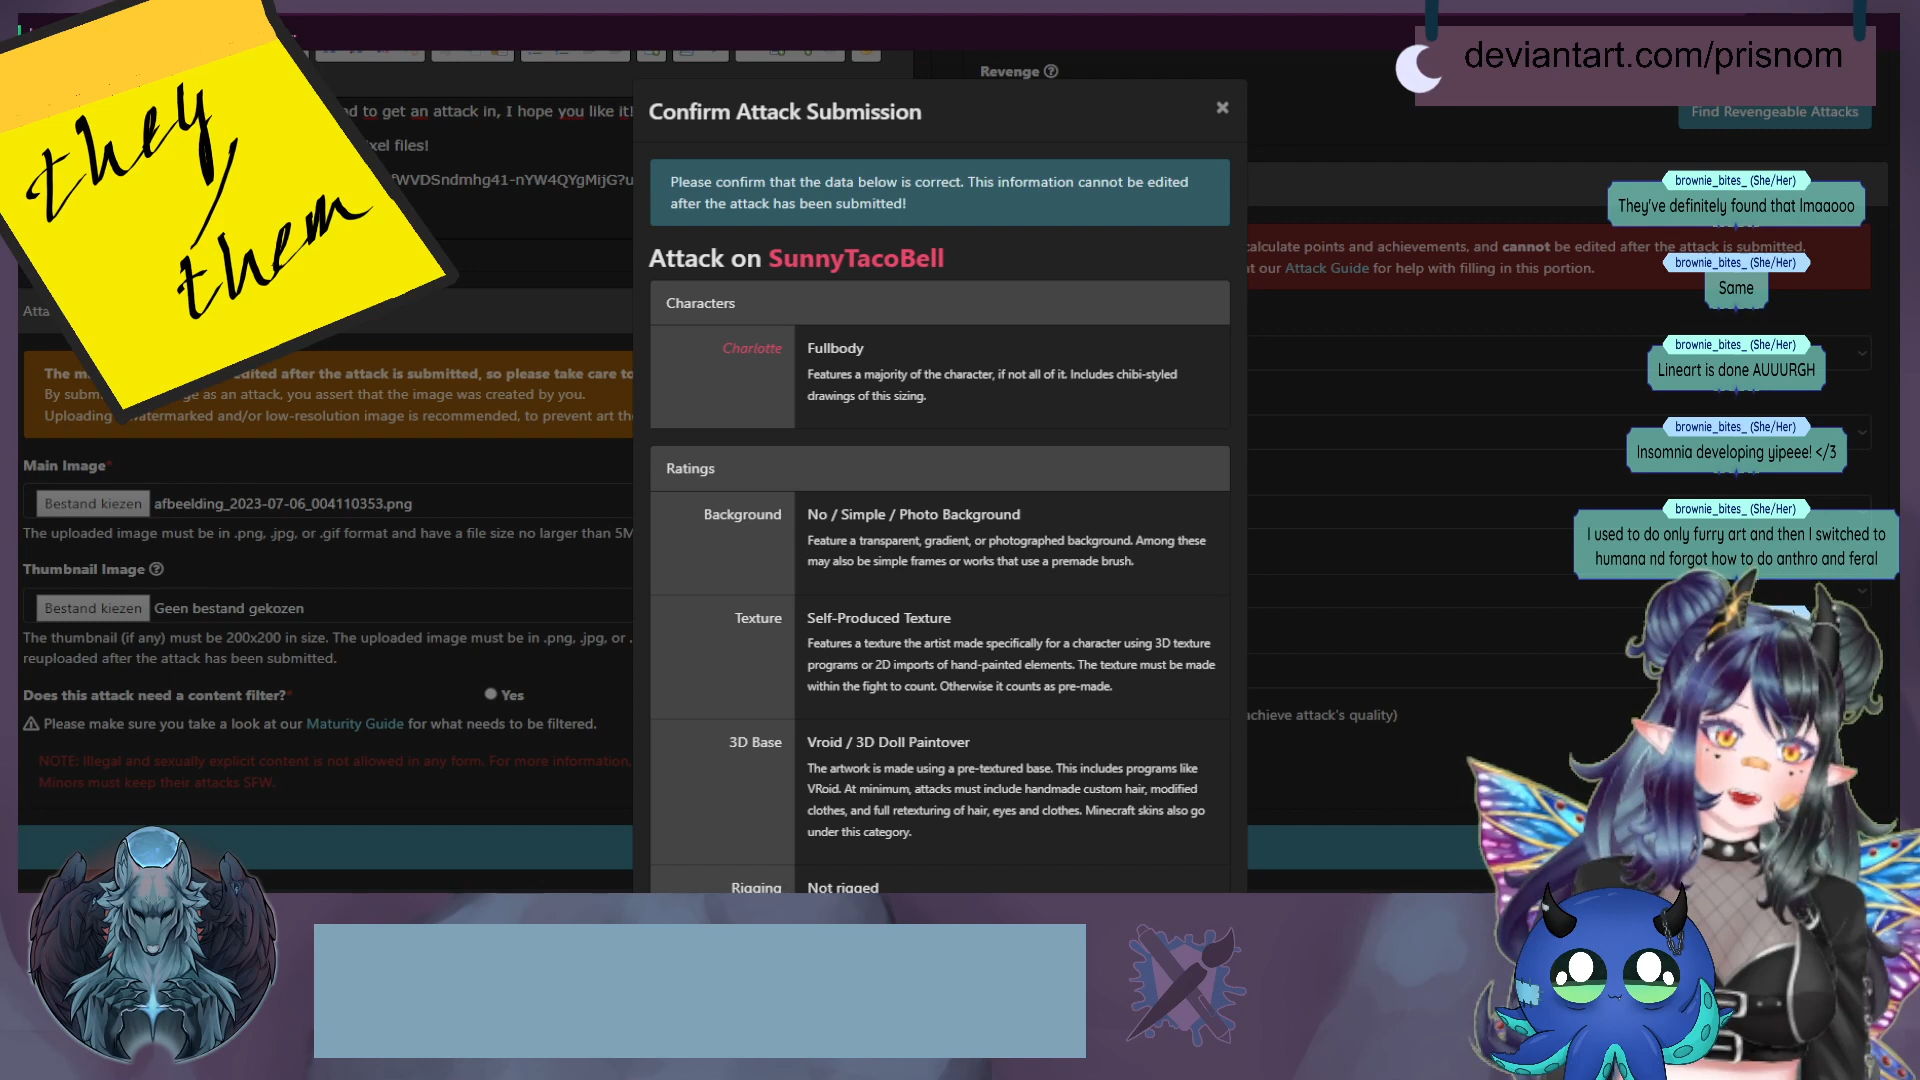 they
/
them
deviantart.com/prisnom
Revenge
Find Revengeable Attacks
d to get an attack in, I hope you like it!
xel files!
fWVDSndmhg41-nYW4QYgMijG?u
Atta
The m
dited after the attack is submitted, so please take care to
By subm
ge as an attack, you assert that the image was created by you.
Uploading
watermarked and/or low-resolution image is recommended, to prevent art the
Main Image*
Bestand kiezen afbeelding_2023-07-06_004110353.png
The uploaded image must be in .png, .jpg, or .gif format and have a file size no larger than 5M
Thumbnail Image
Bestand kiezen Geen bestand gekozen
The thumbnail (if any) must be 200x200 in size. The uploaded image must be in .png, .jpg, or .
reuploaded after the attack has been submitted.
Does this attack need a content filter?* Yes
Please make sure you take a look at our Maturity Guide for what needs to be filtered.
NOTE: Illegal and sexually explicit content is not allowed in any form. For more information,
Minors must keep their attacks SFW.
Confirm Attack Submission ×
Please confirm that the data below is correct. This information cannot be edited
after the attack has been submitted!
Attack on SunnyTacoBell
Characters
Charlotte
Fullbody
Features a majority of the character, if not all of it. Includes chibi-styled
drawings of this sizing.
Ratings
Background
No / Simple / Photo Background
Feature a transparent, gradient, or photographed background. Among these
may also be simple frames or works that use a premade brush.
Texture
Self-Produced Texture
Features a texture the artist made specifically for a character using 3D texture
programs or 2D imports of hand-painted elements. The texture must be made
within the fight to count. Otherwise it counts as pre-made.
3D Base
Vroid / 3D Doll Paintover
The artwork is made using a pre-textured base. This includes programs like
VRoid. At minimum, attacks must include handmade custom hair, modified
clothes, and full retexturing of hair, eyes and clothes. Minecraft skins also go
under this category.
Rigging
Not rigged
alculate points and achievements, and cannot be edited after the attack is submitted.
t our Attack Guide for help with filling in this portion.
achieve attack's quality)
brownie_bites_ (She/Her)
They've definitely found that lmaaooo
brownie_bites_ (She/Her)
Same
brownie_bites_ (She/Her)
Lineart is done AUUURGH
brownie_bites_ (She/Her)
Insomnia developing yipeee! </3
brownie_bites_ (She/Her)
I used to do only furry art and then I switched to
humana nd forgot how to do anthro and feral